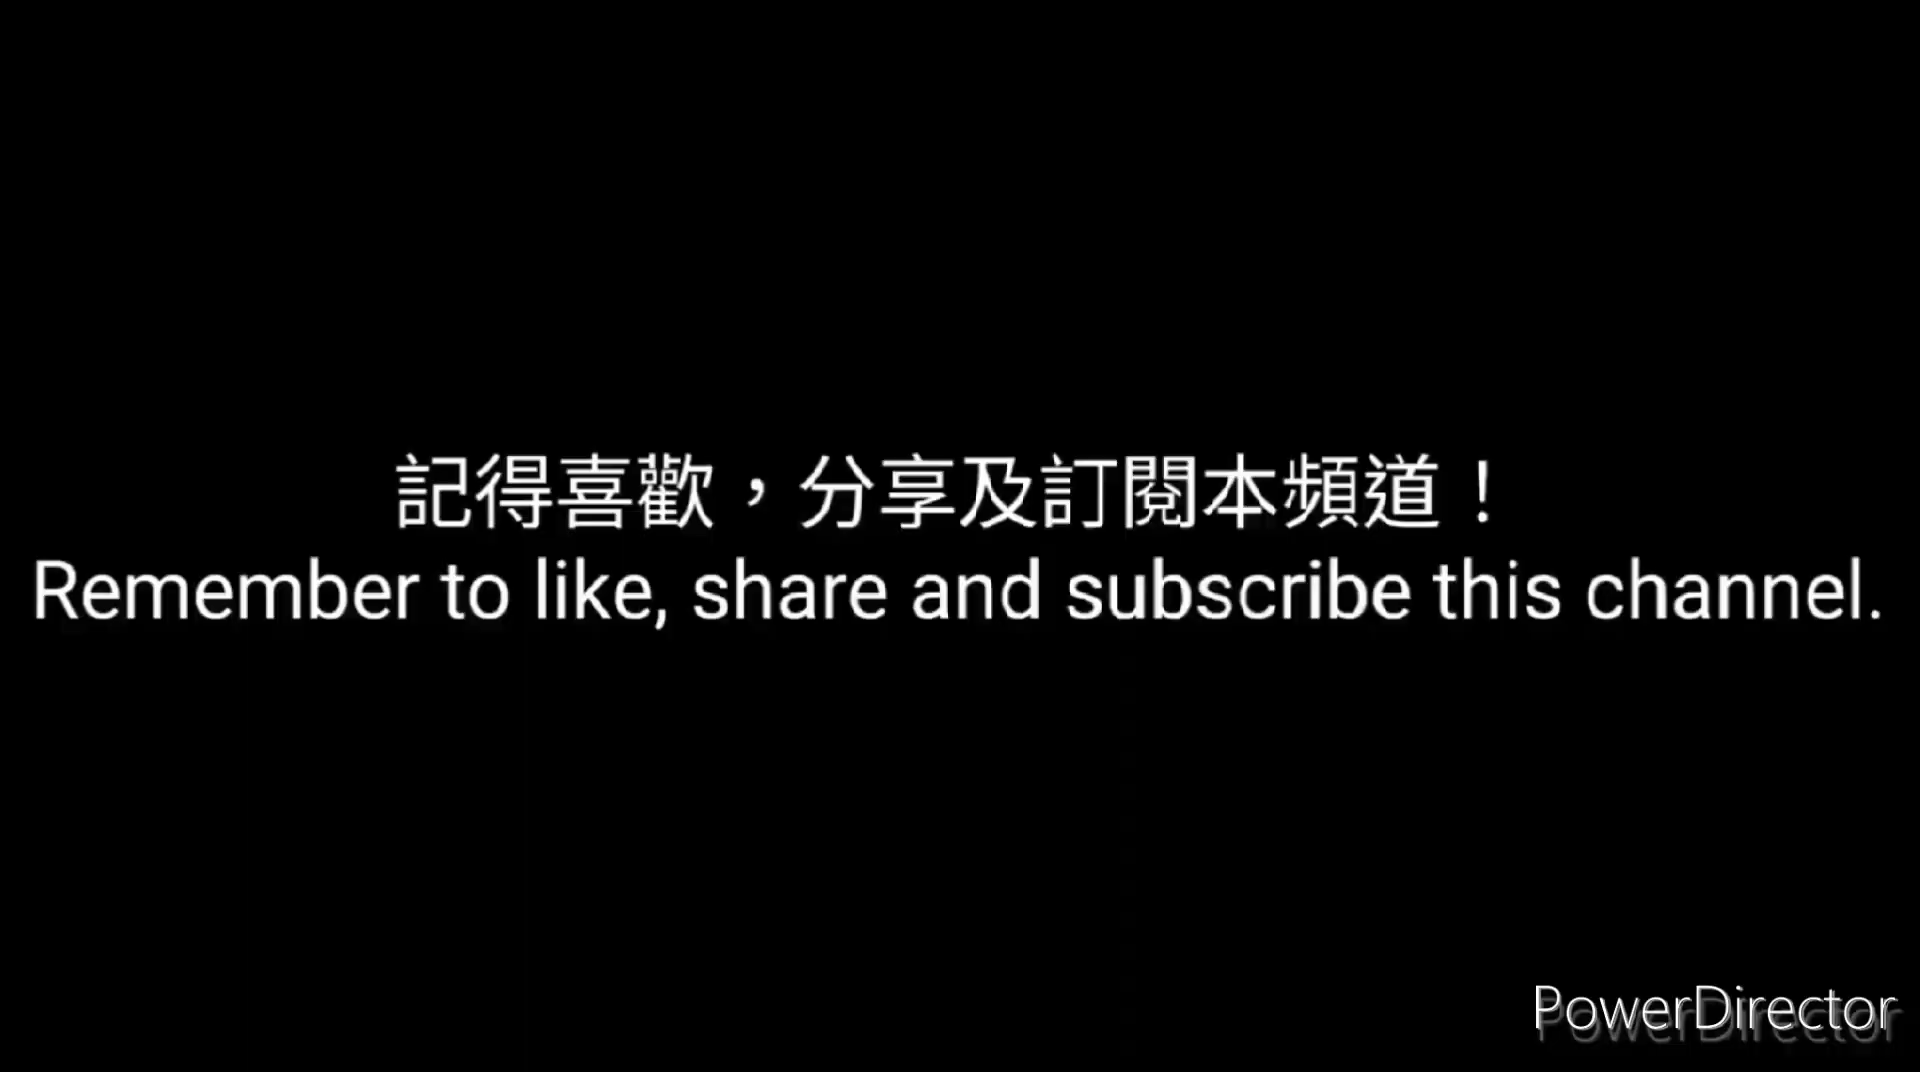 記得喜歡，分享及訂閱本頻道！
Remember to like, share and subscribe this channel.
PowerDirector